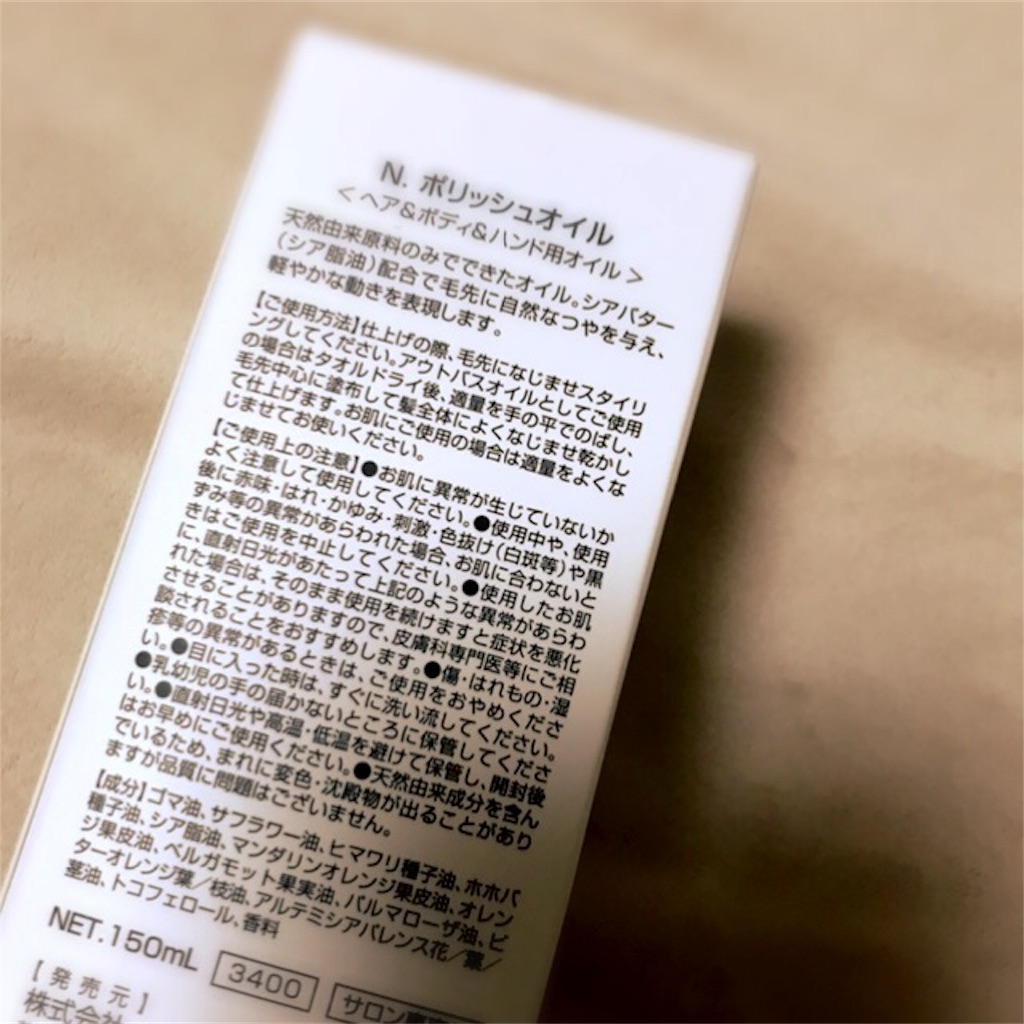 N. ポリッシュオイル
<ヘア&ボディ&ハンド用オイル>
天然由来原料のみでできたオイル。シアバター
(シア脂油)配合で毛先に自然なつやを与え、
軽やかな動きを表現します。
【ご使用方法】仕上げの際、毛先になじませスタイリ
ングしてください。アウトバスオイルとしてご使用
の場合はタオルドライ後、適量を手の平でのばし、
毛先中心に塗布して髪全体によくなじませ乾かし
て仕上げます。お肌にご使用の場合は適量をよくな
じませてお使いください。
【ご使用上の注意】●お肌に異常が生じていないか
よく注意して使用してください。●使用中や、使用
後に赤味・はれ・かゆみ・刺激・色抜け(白斑等)や黒
ずみ等の異常があらわれた場合、お肌に合わないと
きはご使用を中止してください。●使用したお肌
に、直射日光があたって上記のような異常があらわ
れた場合は、そのまま使用を続けますと症状を悪化
させることがありますので、皮膚科専門医等にご相
談されることをおすすめします。●傷・はれもの・湿
疹等の異常があるときは、ご使用をおやめくださ
い。●目に入った時は、すぐに洗い流してください。
●乳幼児の手の届かないところに保管してくださ
い。●直射日光や高温・低温を避けて保管し、開封後
はお早めにご使用ください。●天然由来成分を含ん
でいるため、まれに変色・沈殿物が出ることがあり
ますが品質に問題はございません。
【成分】ゴマ油、サフラワー油、ヒマワリ種子油、ホホバ
種子油、シア脂油、マンダリンオレンジ果皮油、オレン
ジ果皮油、ベルガモット果実油、パルマローザ油、ビ
ターオレンジ葉/枝油、アルテミシアパレンス花/葉/
茎油、トコフェロール、香料
NET.150mL 3400 サロン
【発売元】
株式会社